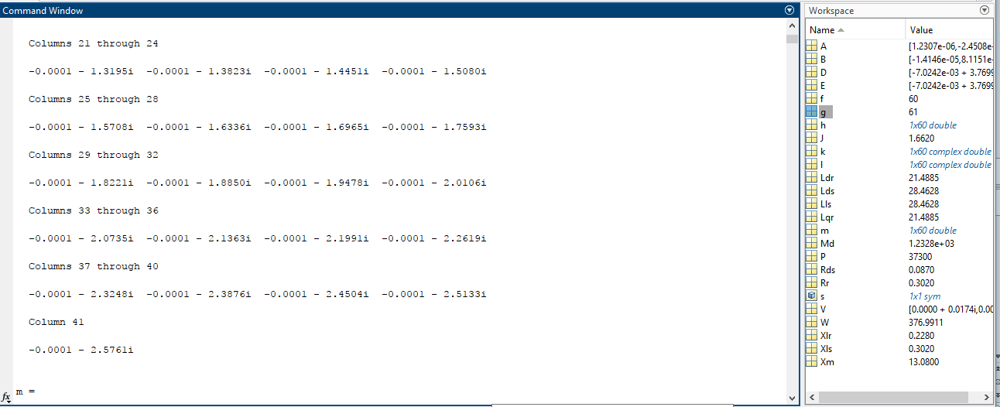 Command Window
Columns 21 through 24
-0.0001 - 1.3195i  -0.0001 - 1.3823i  -0.0001 - 1.4451i  -0.0001 - 1.5080i
Columns 25 through 28
-0.0001 - 1.5708i  -0.0001 - 1.6336i  -0.0001 - 1.6965i  -0.0001 - 1.7593i
Columns 29 through 32
-0.0001 - 1.8221i  -0.0001 - 1.8850i  -0.0001 - 1.9478i  -0.0001 - 2.0106i
Columns 33 through 36
-0.0001 - 2.0735i  -0.0001 - 2.1363i  -0.0001 - 2.1991i  -0.0001 - 2.2619i
Columns 37 through 40
-0.0001 - 2.3248i  -0.0001 - 2.3876i  -0.0001 - 2.4504i  -0.0001 - 2.5133i
Column 41
-0.0001 - 2.5761i
fx m =
Workspace
Name Value
A [1.2307e-06,-2.4508e-
B [-1.4146e-05,8.1151e-
D [-7.0242e-03 + 3.7699
E [-7.0242e-03 + 3.7699
f 60
g 61
h 1x60 double
J 1.6620
k 1x60 complex double
l 1x60 complex double
Ldr 21.4885
Lds 28.4628
Lls 28.4628
Lqr 21.4885
m 1x60 double
Md 1.2328e+03
P 37300
Rds 0.0870
Rr 0.3020
s 1x1 sym
V [0.0000 + 0.0174i,0.00
W 376.9911
Xlr 0.2280
Xls 0.3020
Xm 13.0800